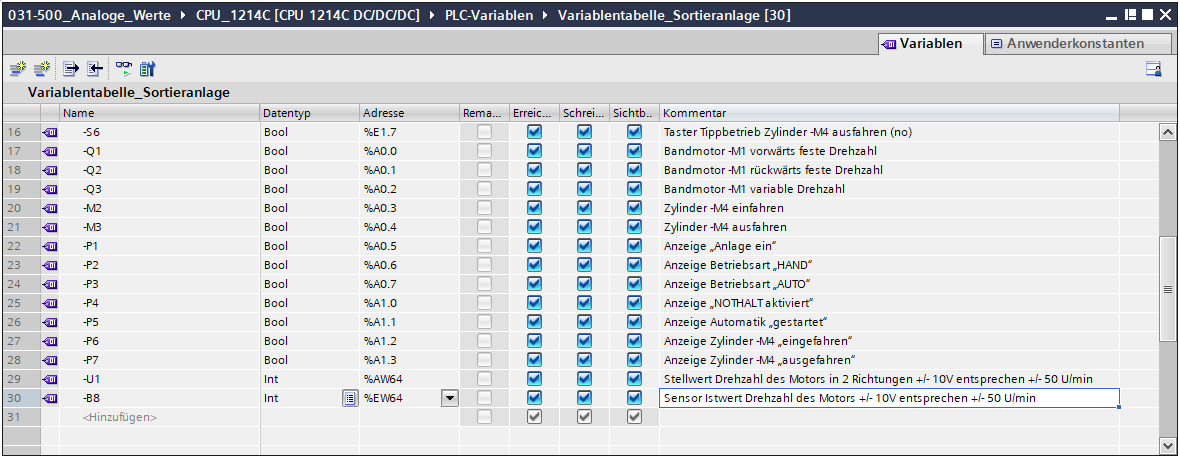 031-500_Analoge_Werte ▸ CPU_1214C [CPU 1214C DC/DC/DC] ▸ PLC-Variablen ▸ Variablentabelle_Sortieranlage [30]
Variablen Anwenderkonstanten
Variablentabelle_Sortieranlage
Name Datentyp Adresse Rema... Erreic... Schrei... Sichtb... Kommentar
16 -S6 Bool %E1.7 Taster Tippbetrieb Zylinder -M4 ausfahren (no)
17 -Q1 Bool %A0.0 Bandmotor -M1 vorwärts feste Drehzahl
18 -Q2 Bool %A0.1 Bandmotor -M1 rückwärts feste Drehzahl
19 -Q3 Bool %A0.2 Bandmotor -M1 variable Drehzahl
20 -M2 Bool %A0.3 Zylinder -M4 einfahren
21 -M3 Bool %A0.4 Zylinder -M4 ausfahren
22 -P1 Bool %A0.5 Anzeige „Anlage ein“
23 -P2 Bool %A0.6 Anzeige Betriebsart „HAND“
24 -P3 Bool %A0.7 Anzeige Betriebsart „AUTO“
25 -P4 Bool %A1.0 Anzeige „NOTHALT aktiviert“
26 -P5 Bool %A1.1 Anzeige Automatik „gestartet“
27 -P6 Bool %A1.2 Anzeige Zylinder -M4 „eingefahren“
28 -P7 Bool %A1.3 Anzeige Zylinder -M4 „ausgefahren“
29 -U1 Int %AW64 Stellwert Drehzahl des Motors in 2 Richtungen +/- 10V entsprechen +/- 50 U/min
30 -B8 Int %EW64 Sensor Istwert Drehzahl des Motors +/- 10V entsprechen +/- 50 U/min
31 <Hinzufügen>